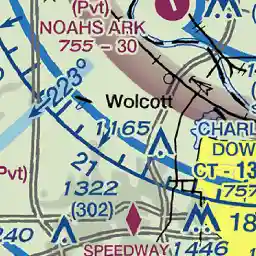 (Pvt)
NOAHS ARK
755 - 30
223°
Wolcott
1165
CHARL
DOW
CT - 13
757
Pvt)
21
1322
(302)
18
240
SPEEDWAY
1446